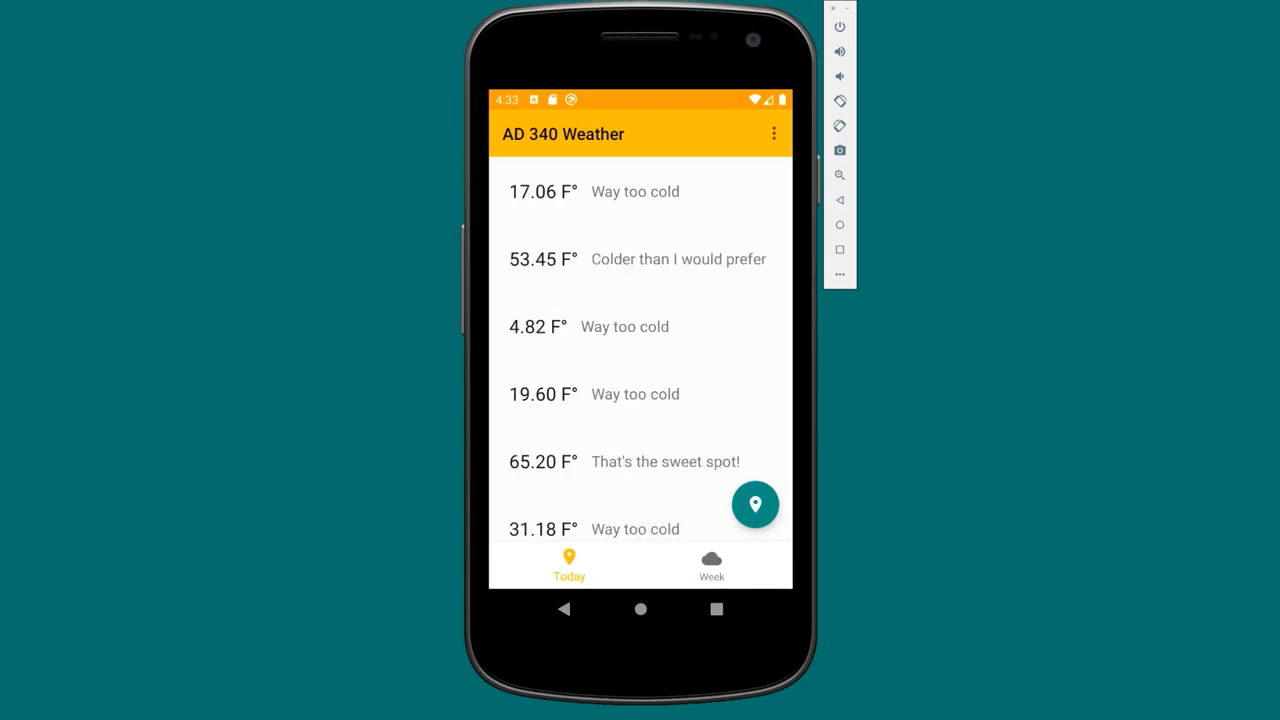 4:33
AD 340 Weather
17.06 F° Way too cold
53.45 F° Colder than I would prefer
4.82 F° Way too cold
19.60 F° Way too cold
65.20 F° That's the sweet spot!
31.18 F° Way too cold
Today
Week